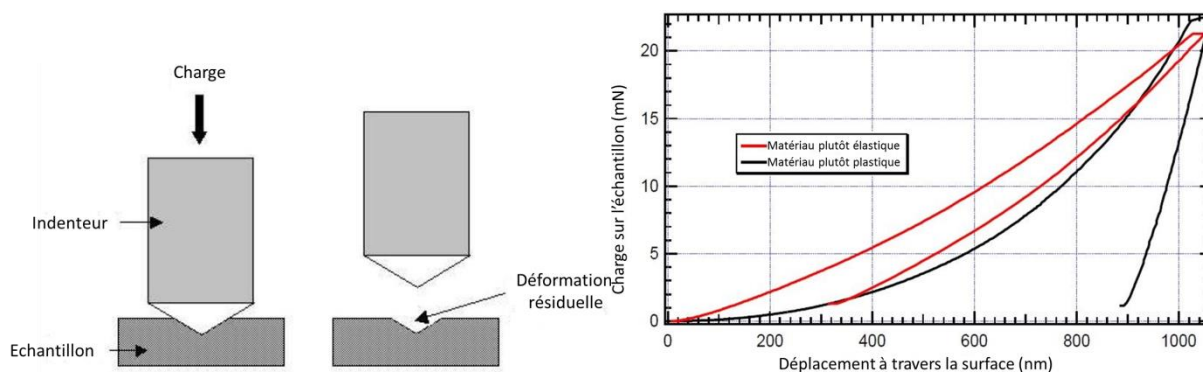 Charge
Indenteur
Echantillon
Déformation
résiduelle
Charge sur l'échantillon (mN)
20
15
10
5
0
Matériau plutôt élastique
Matériau plutôt plastique
0
200
400
600
800
1000
Déplacement à travers la surface (nm)